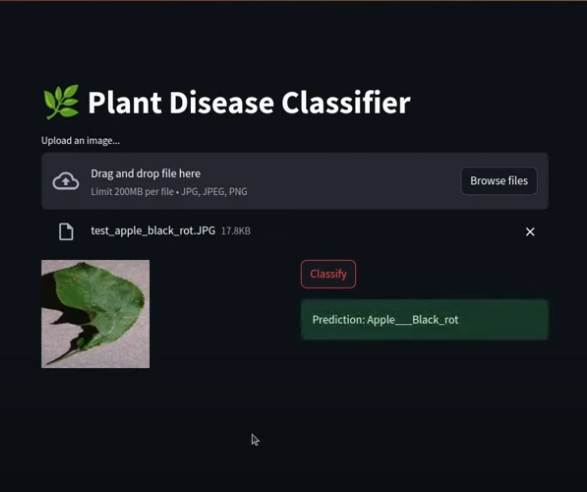 🌿 Plant Disease Classifier
Upload an image...
Drag and drop file here
Limit 200MB per file • JPG, JPEG, PNG
Browse files
test_apple_black_rot.JPG 17.8KB
Classify
Prediction: Apple___Black_rot